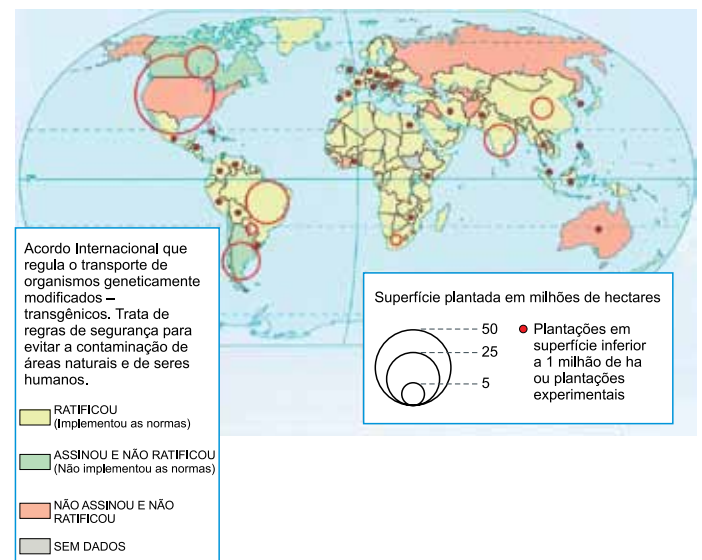 Acordo Internacional que
regula o transporte de
organismos geneticamente
modificados –
transgênicos. Trata de
regras de segurança para
evitar a contaminação de
áreas naturais e de seres
humanos.
RATIFICOU
(Implementou as normas)
ASSINOU E NÃO RATIFICOU
(Não implementou as normas)
NÃO ASSINOU E NÃO
RATIFICOU
SEM DADOS
Superfície plantada em milhões de hectares
50
25
5
Plantações em
superfície inferior
a 1 milhão de ha
ou plantações
experimentais